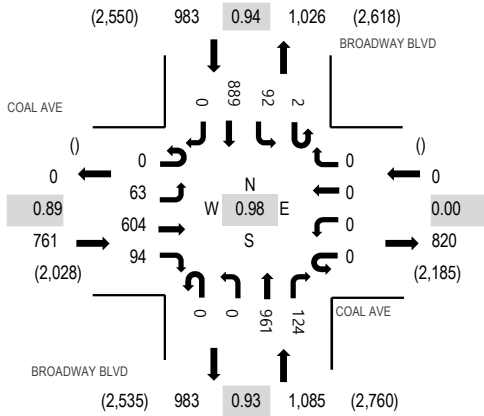 (2,550) 983 0.94 1,026 (2,618)
BROADWAY BLVD
0 889 92 2
COAL AVE
() ()
0 0 0 0
63 0
N
0.89 W 0.98 E 0.00
604 0
S
761 94 0 820
(2,028) (2,185)
0 0 961 124
COAL AVE
BROADWAY BLVD
(2,535) 983 0.93 1,085 (2,760)